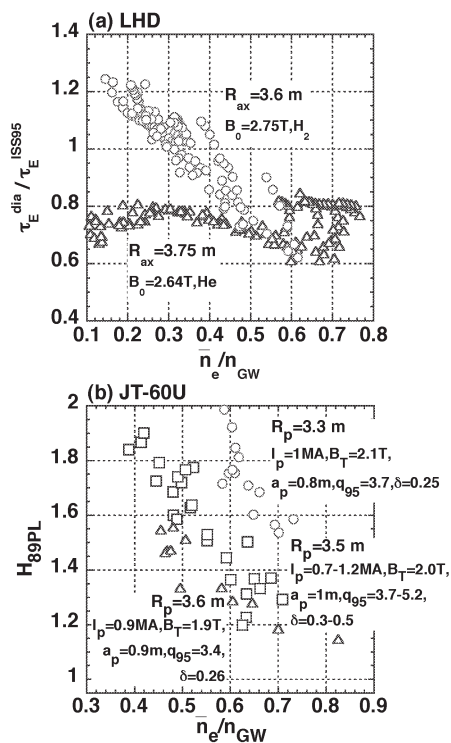 (a) LHD
1.4
1.2
1
0.8
0.6
0.4
τ_E^dia / τ_E^ISS95
R_ax=3.6 m
B_0=2.75T,H_2
R_ax=3.75 m
B_0=2.64T,He
0.1 0.2 0.3 0.4 0.5 0.6 0.7 0.8
n̅_e/n_GW
(b) JT-60U
2
1.8
1.6
1.4
1.2
1
H_89PL
R_p=3.3 m
I_p=1MA,B_T=2.1T,
a_p=0.8m,q_95=3.7,δ=0.25
R_p=3.5 m
I_p=0.7-1.2MA,B_T=2.0T,
a_p=1m,q_95=3.7-5.2,
δ=0.3-0.5
R_p=3.6 m
I_p=0.9MA,B_T=1.9T,
a_p=0.9m,q_95=3.4,
δ=0.26
0.3 0.4 0.5 0.6 0.7 0.8 0.9
n̅_e/n_GW